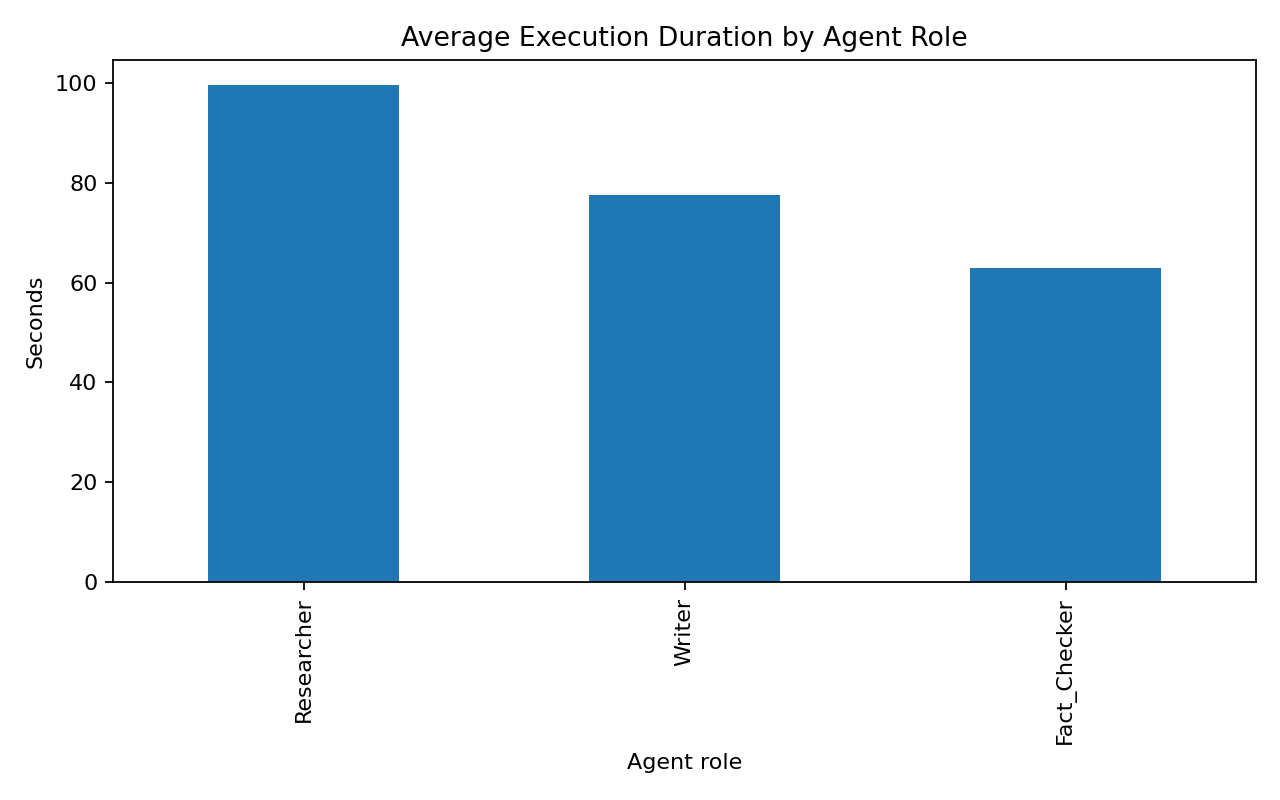 Average Execution Duration by Agent Role
100
80
60
40
20
0
Seconds
Researcher
Writer
Fact_Checker
Agent role